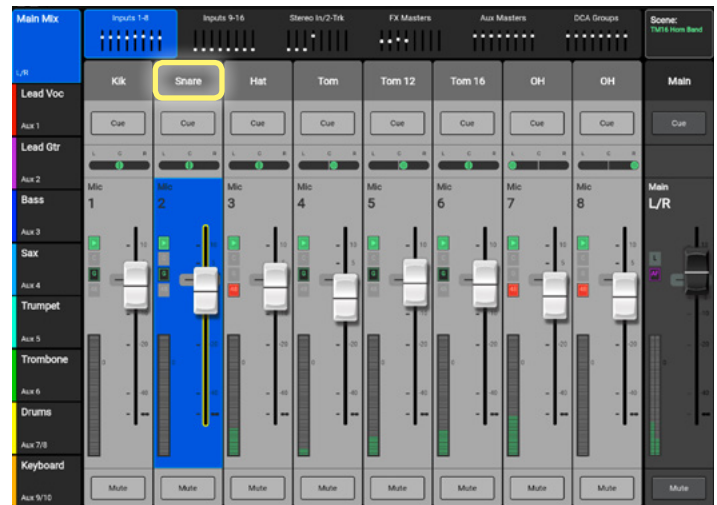 Main Mix
L/R
Inputs 1-8
Inputs 9-16
Stereo In/2-Trk
FX Masters
Aux Masters
DCA Groups
Scene:
TM16 Horn Band
Lead Voc
Aux 1
Lead Gtr
Aux 2
Bass
Aux 3
Sax
Aux 4
Trumpet
Aux 5
Trombone
Aux 6
Drums
Aux 7/8
Keyboard
Aux 9/10
Kik Snare Hat Tom Tom 12 Tom 16 OH OH Main
Cue Cue Cue Cue Cue Cue Cue Cue Cue
L C R L C R L C R L C R L C R L C R L C R L C R
Mic Mic Mic Mic Mic Mic Mic Mic Main
1 2 3 4 5 6 7 8 L/R
Mute Mute Mute Mute Mute Mute Mute Mute Mute